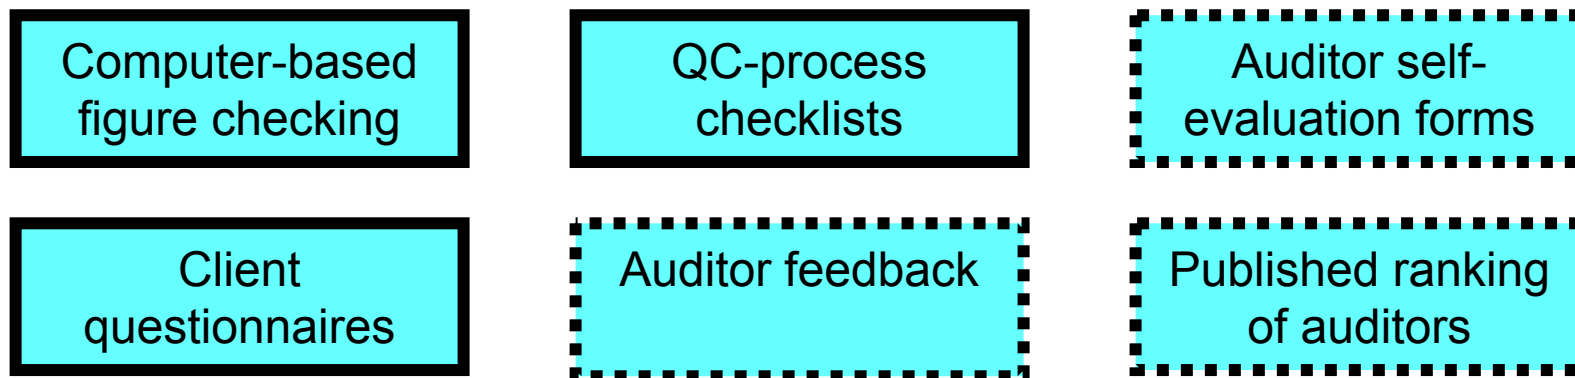 Computer-based
figure checking
QC-process
checklists
Auditor self-
evaluation forms
Client
questionnaires
Auditor feedback
Published ranking
of auditors